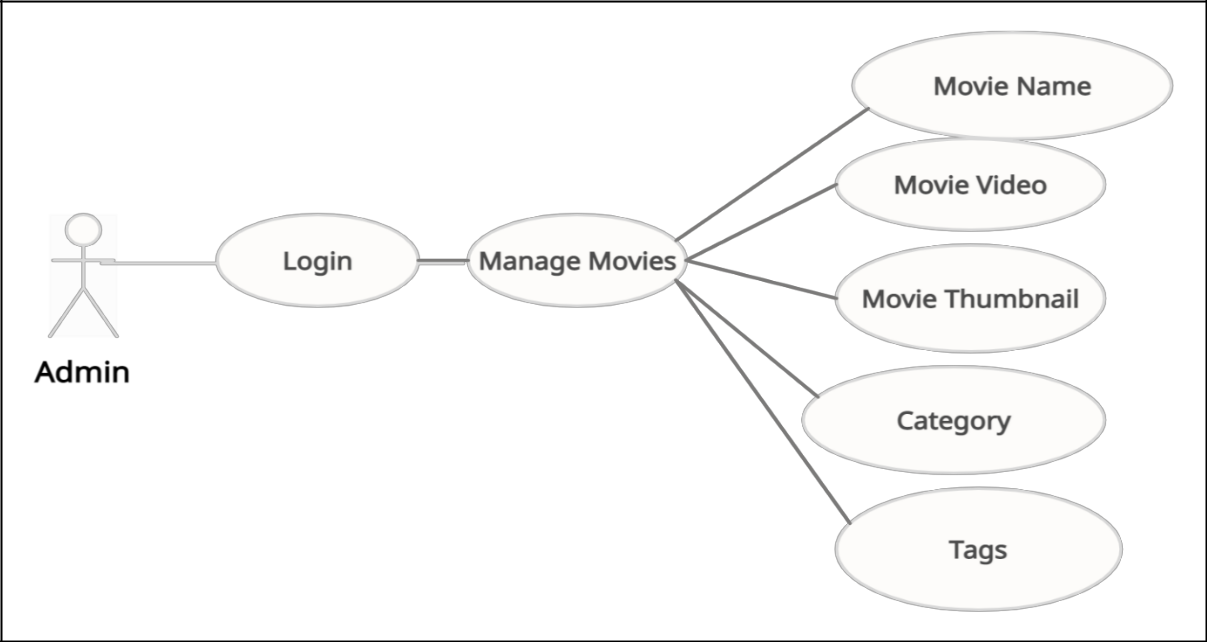 Movie Name
Movie Video
Login
Manage Movies
Movie Thumbnail
Admin
Category
Tags